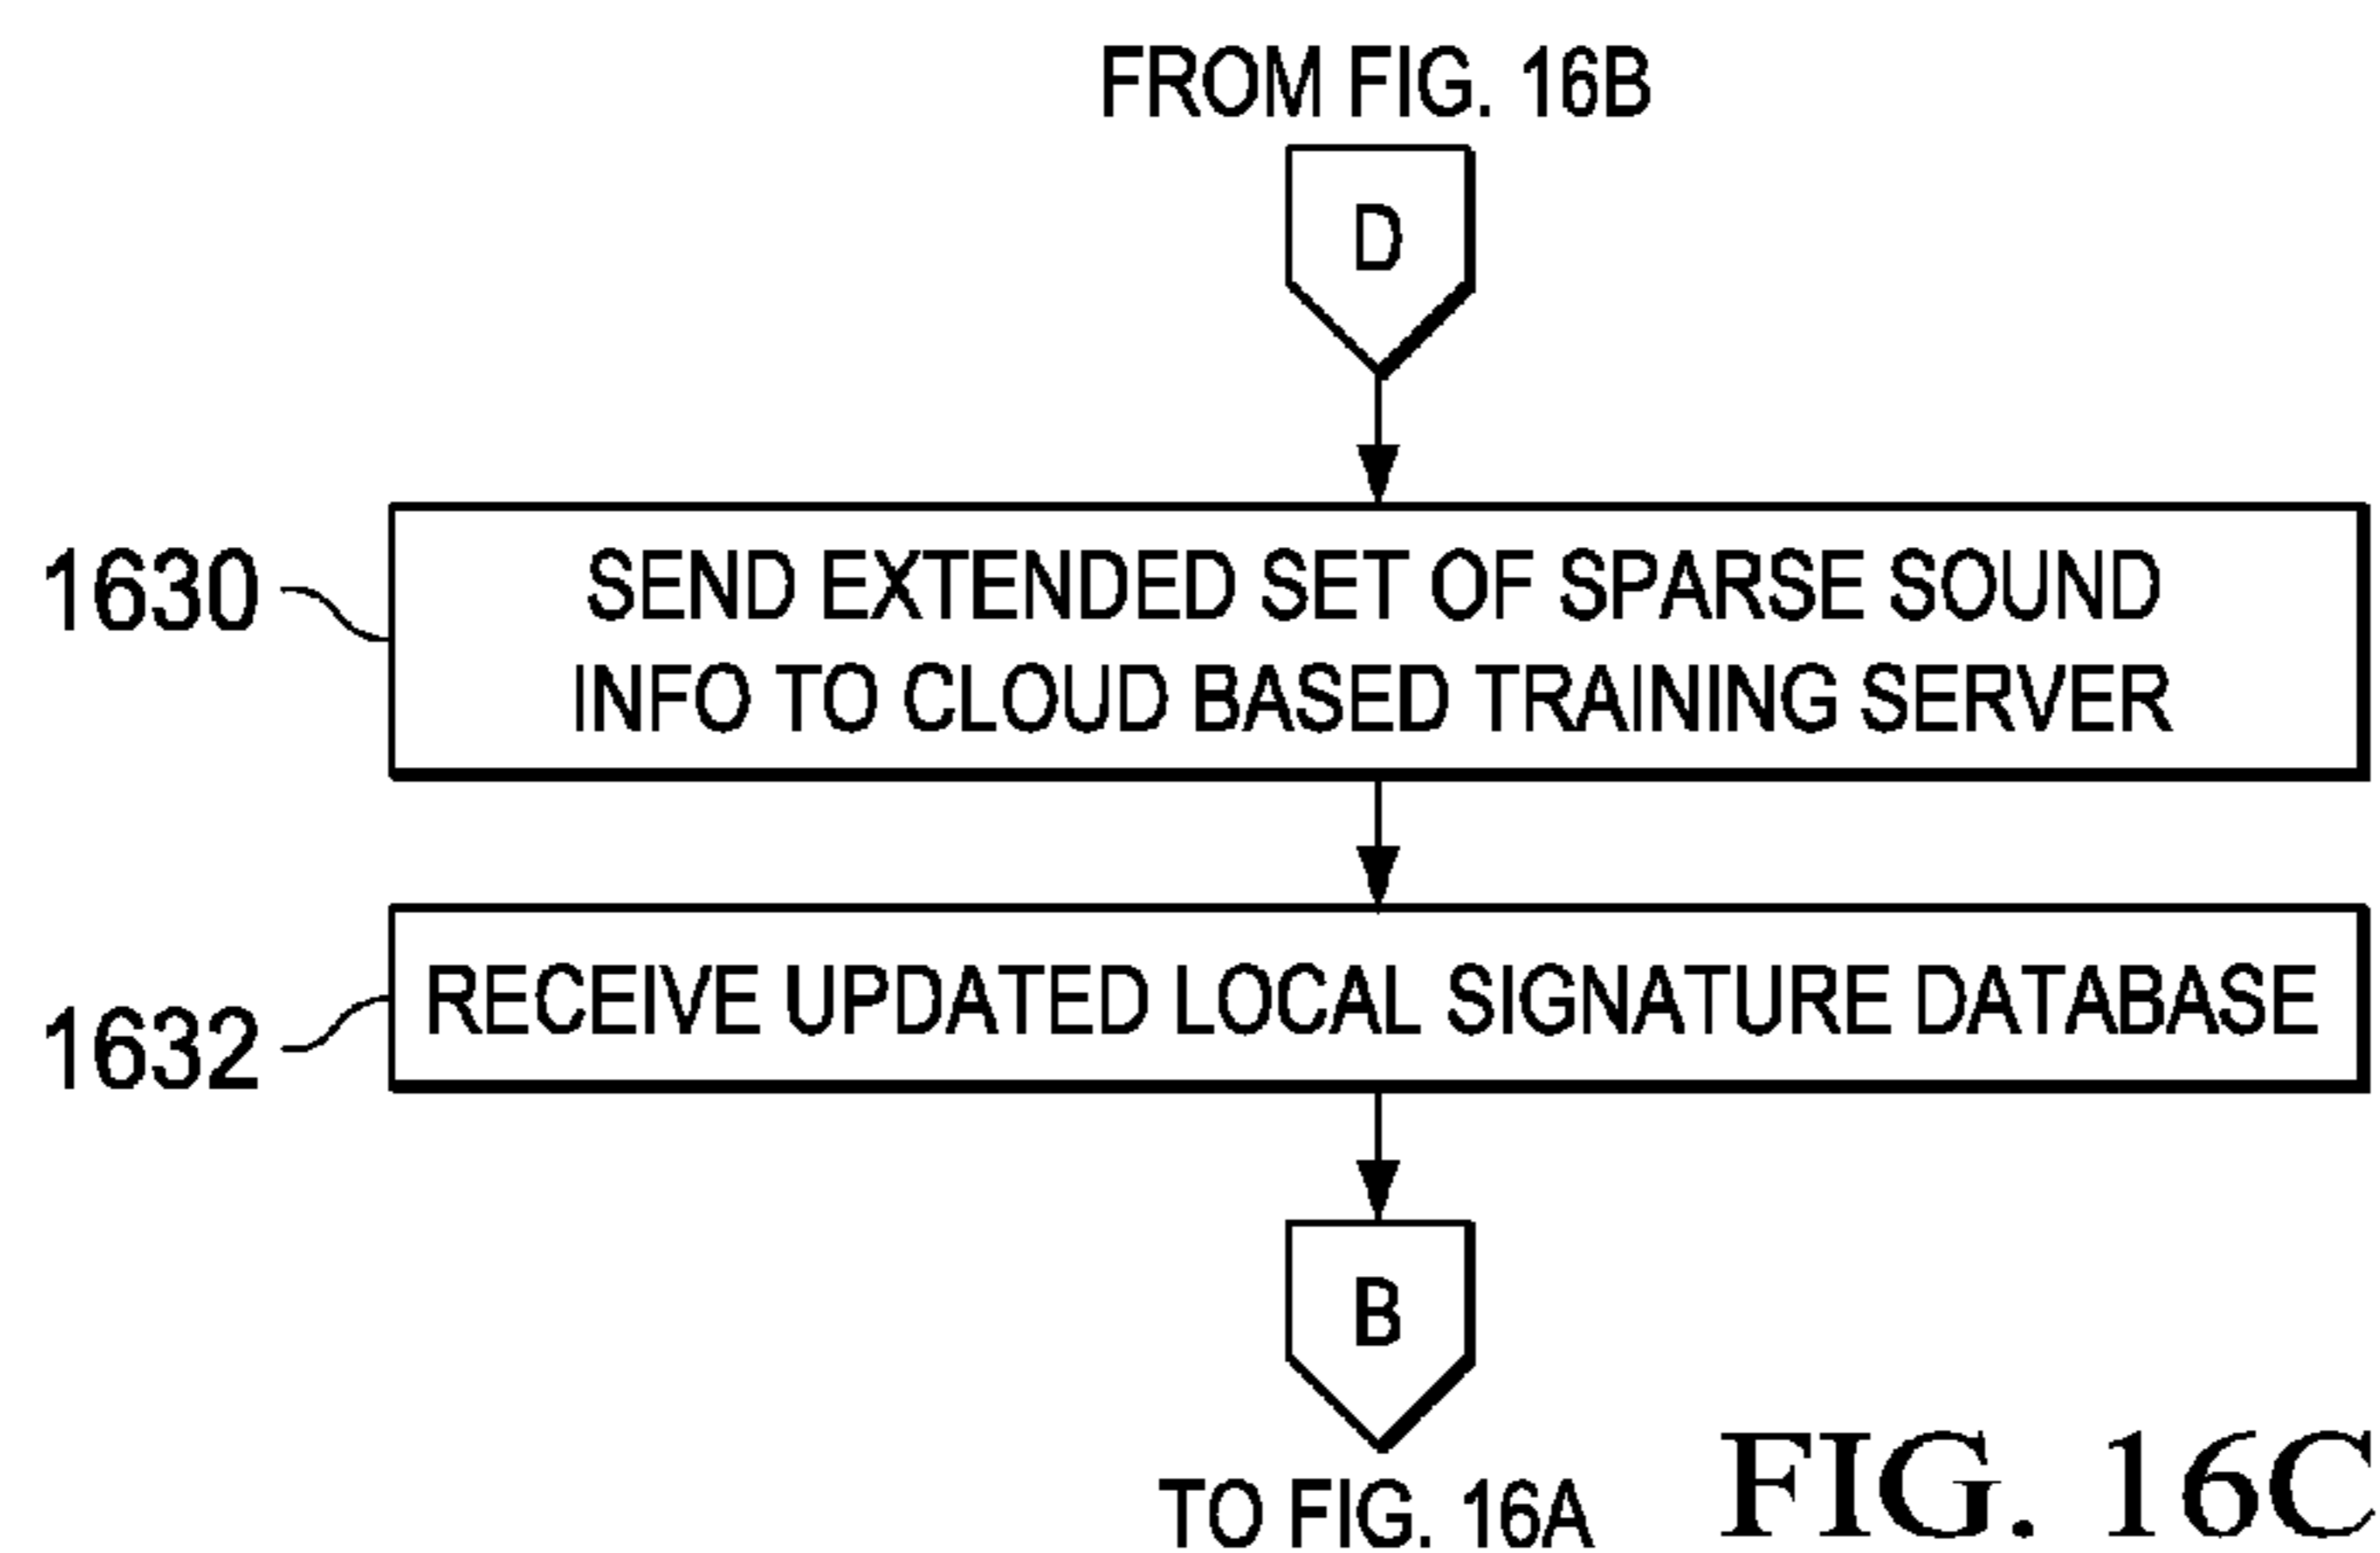 FROM FIG. 16B
D
1630
SEND EXTENDED SET OF SPARSE SOUND
INFO TO CLOUD BASED TRAINING SERVER
1632
RECEIVE UPDATED LOCAL SIGNATURE DATABASE
B
TO FIG. 16A
FIG. 16C